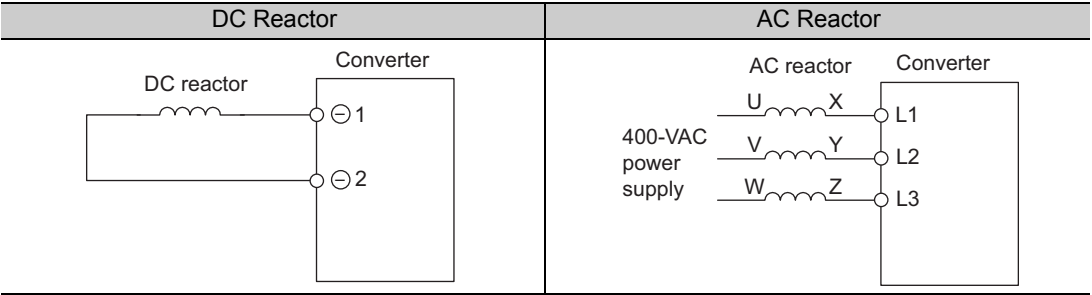 DC Reactor
AC Reactor
Converter
DC reactor
⊖ 1
⊖ 2
AC reactor
Converter
U X L1
400-VAC
power
supply
V Y L2
W Z L3